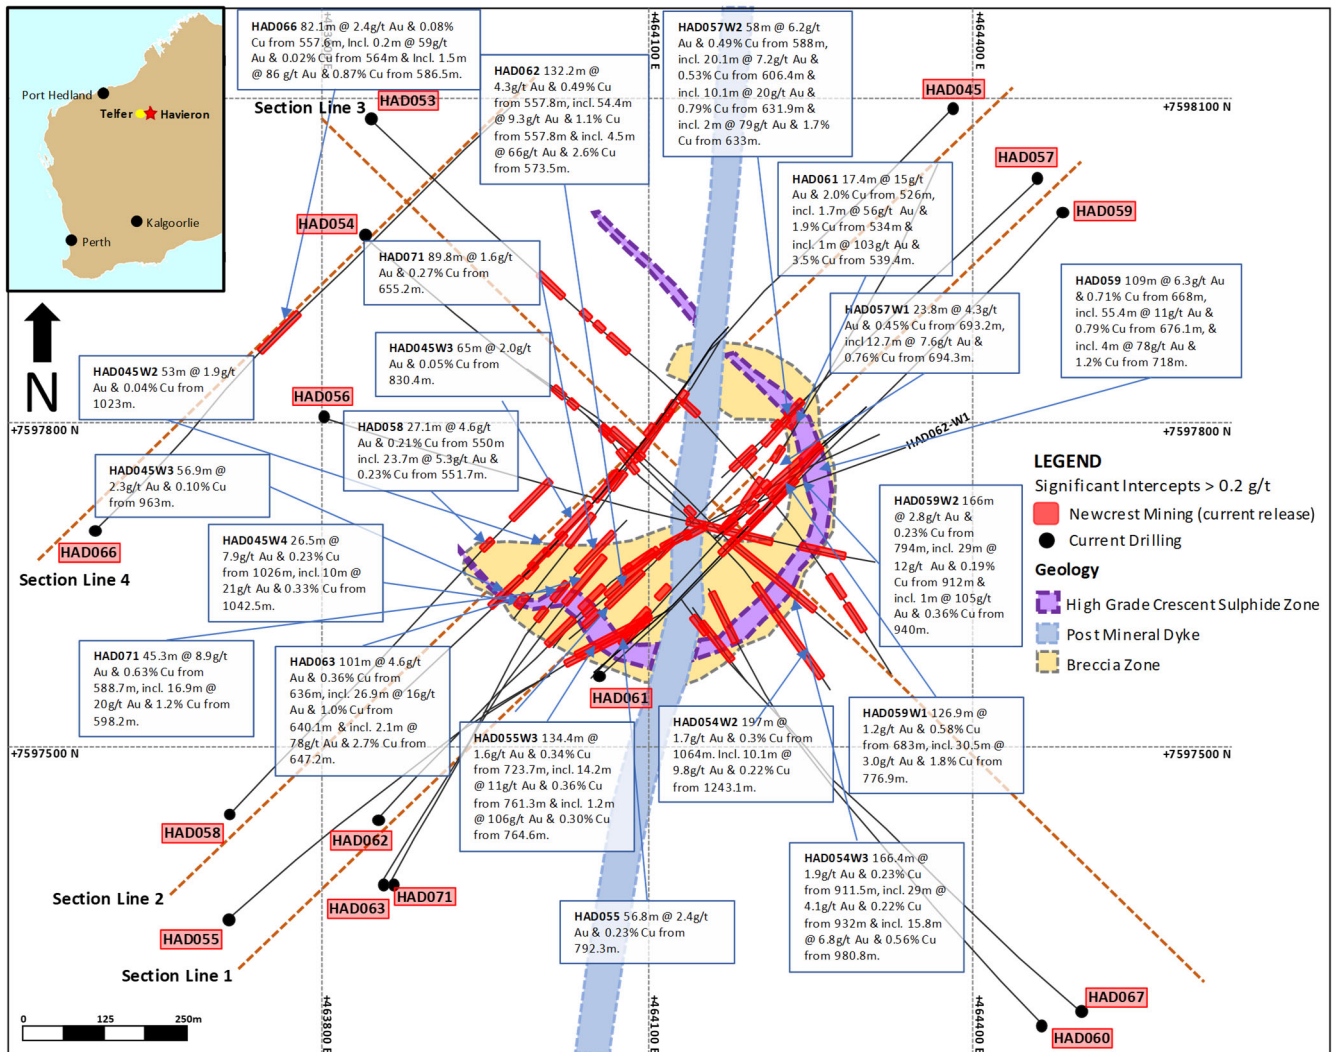 HAD066 82.1m @ 2.4g/t Au & 0.08%
Cu from 557.6m, Incl. 0.2m @ 59g/t
Au & 0.02% Cu from 564m & Incl. 1.5m
@ 86 g/t Au & 0.87% Cu from 586.5m.
+464100 E
HAD057W2 58m @ 6.2g/t
Au & 0.49% Cu from 588m,
incl. 20.1m @ 7.2g/t Au &
0.53% Cu from 606.4m &
incl. 10.1m @ 20g/t Au &
0.79% Cu from 631.9m &
incl. 2m @ 79g/t Au & 1.7%
Cu from 633m.
+464400 E
HAD062 132.2m @
4.3g/t Au & 0.49% Cu
from 557.8m, incl. 54.4m
@ 9.3g/t Au & 1.1% Cu
from 557.8m & incl. 4.5m
@ 66g/t Au & 2.6% Cu
from 573.5m.
Port Hedland
Telfer
Havieron
Kalgoorlie
Perth
Section Line 3
HAD053
HAD045
+7598100 N
HAD057
HAD061 17.4m @ 15g/t
Au & 2.0% Cu from 526m,
incl. 1.7m @ 56g/t Au &
1.9% Cu from 534m &
incl. 1m @ 103g/t Au &
3.5% Cu from 539.4m.
HAD059
HAD054
HAD071 89.8m @ 1.6g/t
Au & 0.27% Cu from
655.2m.
HAD059 109m @ 6.3g/t Au
& 0.71% Cu from 668m,
incl. 55.4m @ 11g/t Au &
0.79% Cu from 676.1m, &
incl. 4m @ 78g/t Au &
1.2% Cu from 718m.
HAD057W1 23.8m @ 4.3g/t
Au & 0.45% Cu from 693.2m,
incl 12.7m @ 7.6g/t Au &
0.76% Cu from 694.3m.
N
HAD045W3 65m @ 2.0g/t
Au & 0.05% Cu from
830.4m.
HAD045W2 53m @ 1.9g/t
Au & 0.04% Cu from
1023m.
HAD056
HAD058 27.1m @ 4.6g/t
Au & 0.21% Cu from 550m
incl. 23.7m @ 5.3g/t Au &
0.23% Cu from 551.7m.
+7597800 N
+7597800 N
HAD062-W1
LEGEND
Significant Intercepts > 0.2 g/t
Newcrest Mining (current release)
Current Drilling
Geology
High Grade Crescent Sulphide Zone
Post Mineral Dyke
Breccia Zone
HAD045W3 56.9m @
2.3g/t Au & 0.10% Cu
from 963m.
HAD066
Section Line 4
HAD045W4 26.5m @
7.9g/t Au & 0.23% Cu
from 1026m, incl. 10m @
21g/t Au & 0.33% Cu from
1042.5m.
HAD059W2 166m
@ 2.8g/t Au &
0.23% Cu from
794m, incl. 29m @
12g/t Au & 0.19%
Cu from 912m &
incl. 1m @ 105g/t
Au & 0.36% Cu from
940m.
HAD071 45.3m @ 8.9g/t
Au & 0.63% Cu from
588.7m, incl. 16.9m @
20g/t Au & 1.2% Cu from
598.2m.
HAD063 101m @ 4.6g/t
Au & 0.36% Cu from
636m, incl. 26.9m @ 16g/t
Au & 1.0% Cu from
640.1m & incl. 2.1m @
78g/t Au & 2.7% Cu from
647.2m.
HAD061
HAD055W3 134.4m @
1.6g/t Au & 0.34% Cu
from 723.7m, incl. 14.2m
@ 11g/t Au & 0.36% Cu
from 761.3m & incl. 1.2m
@ 106g/t Au & 0.30% Cu
from 764.6m.
HAD054W2 197m @
1.7g/t Au & 0.3% Cu from
1064m. Incl. 10.1m @
9.8g/t Au & 0.22% Cu
from 1243.1m.
HAD059W1 126.9m @
1.2g/t Au & 0.58% Cu
from 683m, incl. 30.5m @
3.0g/t Au & 1.8% Cu from
776.9m.
+7597500 N
+7597500 N
HAD058
HAD062
HAD054W3 166.4m @
1.9g/t Au & 0.23% Cu
from 911.5m, incl. 29m @
4.1g/t Au & 0.22% Cu
from 932m & incl. 15.8m
@ 6.8g/t Au & 0.56% Cu
from 980.8m.
Section Line 2
HAD063
HAD071
HAD055
HAD055 56.8m @ 2.4g/t
Au & 0.23% Cu from
792.3m.
Section Line 1
HAD067
HAD060
0 125 250m
+463800 E
+464100 E
+464400 E